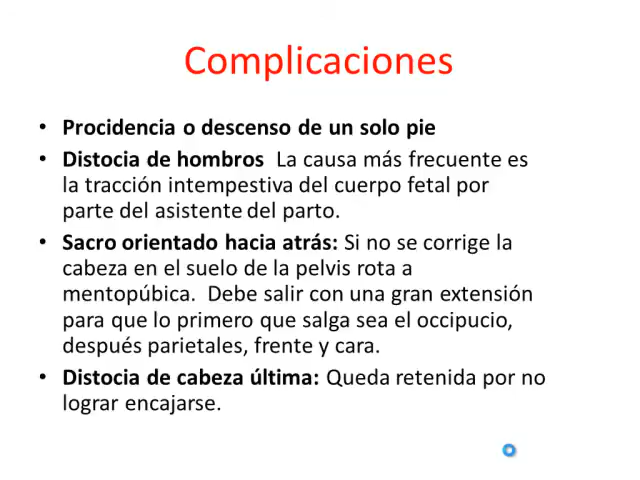 Complicaciones
• Procidencia o descenso de un solo pie
• Distocia de hombros La causa más frecuente es
la tracción intempestiva del cuerpo fetal por
parte del asistente del parto.
• Sacro orientado hacia atrás: Si no se corrige la
cabeza en el suelo de la pelvis rota a
mentopúbica. Debe salir con una gran extensión
para que lo primero que salga sea el occipucio,
después parietales, frente y cara.
• Distocia de cabeza última: Queda retenida por no
lograr encajarse.